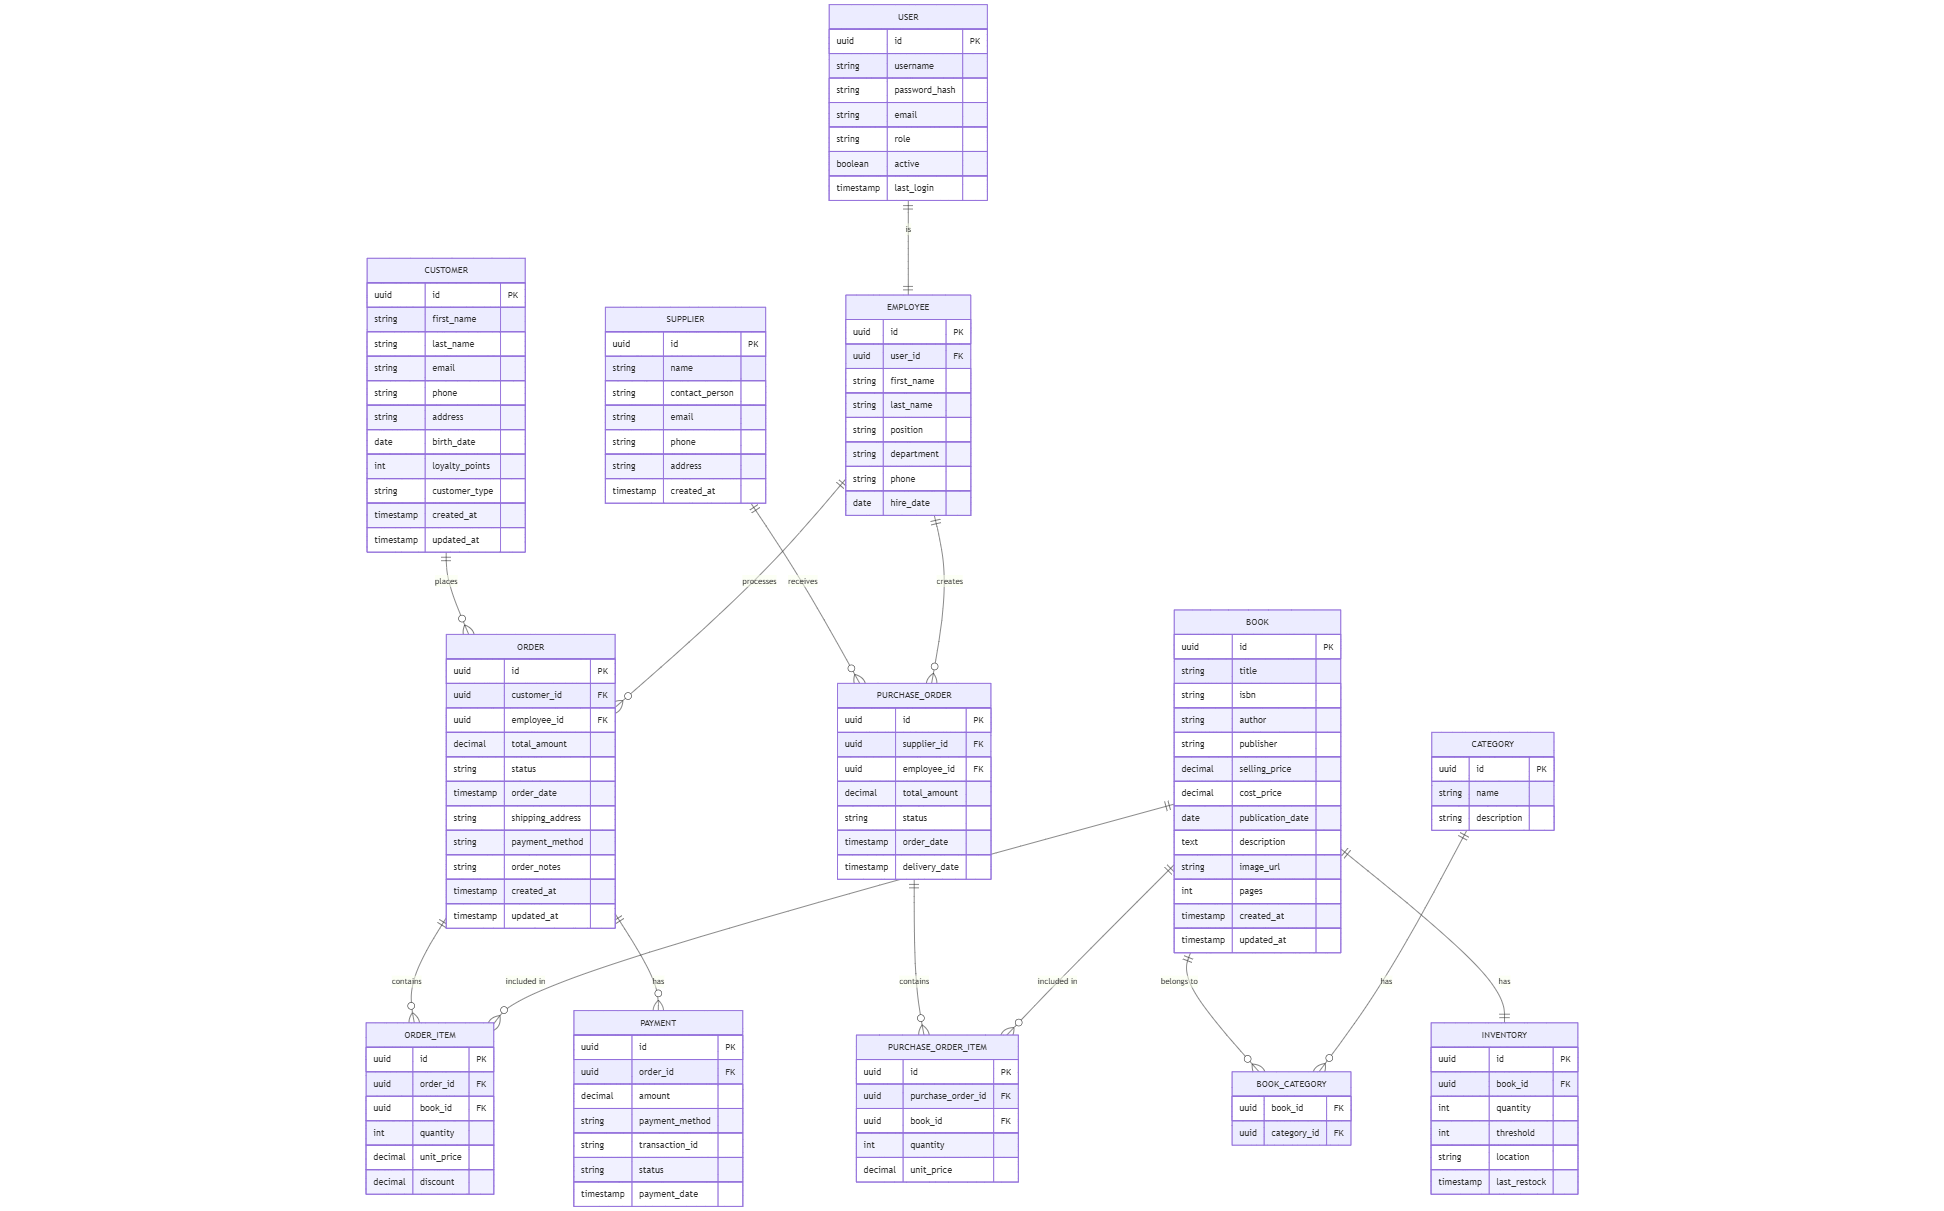 USER
uuid id PK
string username
string password_hash
string email
string role
boolean active
timestamp last_login
is
CUSTOMER
uuid id PK
string first_name
string last_name
string email
string phone
string address
date birth_date
int loyalty_points
string customer_type
timestamp created_at
timestamp updated_at
SUPPLIER
uuid id PK
string name
string contact_person
string email
string phone
string address
timestamp created_at
EMPLOYEE
uuid id PK
uuid user_id FK
string first_name
string last_name
string position
string department
string phone
date hire_date
places
processes
receives
creates
ORDER
uuid id PK
uuid customer_id FK
uuid employee_id FK
decimal total_amount
string status
timestamp order_date
string shipping_address
string payment_method
string order_notes
timestamp created_at
timestamp updated_at
PURCHASE_ORDER
uuid id PK
uuid supplier_id FK
uuid employee_id FK
decimal total_amount
string status
timestamp order_date
timestamp delivery_date
BOOK
uuid id PK
string title
string isbn
string author
string publisher
decimal selling_price
decimal cost_price
date publication_date
text description
string image_url
int pages
timestamp created_at
timestamp updated_at
CATEGORY
uuid id PK
string name
string description
contains
included in
has
contains
included in
belongs to
has
has
ORDER_ITEM
uuid id PK
uuid order_id FK
uuid book_id FK
int quantity
decimal unit_price
decimal discount
PAYMENT
uuid id PK
uuid order_id FK
decimal amount
string payment_method
string transaction_id
string status
timestamp payment_date
PURCHASE_ORDER_ITEM
uuid id PK
uuid purchase_order_id FK
uuid book_id FK
int quantity
decimal unit_price
BOOK_CATEGORY
uuid book_id FK
uuid category_id FK
INVENTORY
uuid id PK
uuid book_id FK
int quantity
int threshold
string location
timestamp last_restock